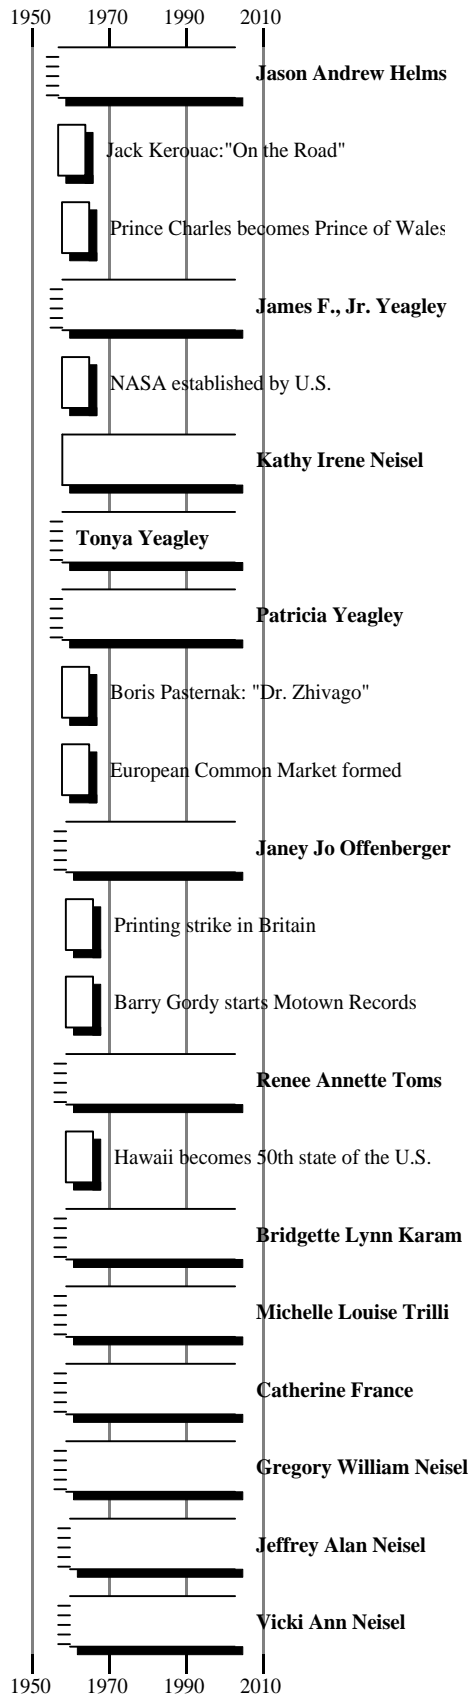 1950 1970 1990 2010
Jason Andrew Helms
Jack Kerouac:"On the Road"
Prince Charles becomes Prince of Wales
James F., Jr. Yeagley
NASA established by U.S.
Kathy Irene Neisel
Tonya Yeagley
Patricia Yeagley
Boris Pasternak: "Dr. Zhivago"
European Common Market formed
Janey Jo Offenberger
Printing strike in Britain
Barry Gordy starts Motown Records
Renee Annette Toms
Hawaii becomes 50th state of the U.S.
Bridgette Lynn Karam
Michelle Louise Trilli
Catherine France
Gregory William Neisel
Jeffrey Alan Neisel
Vicki Ann Neisel
1950 1970 1990 2010